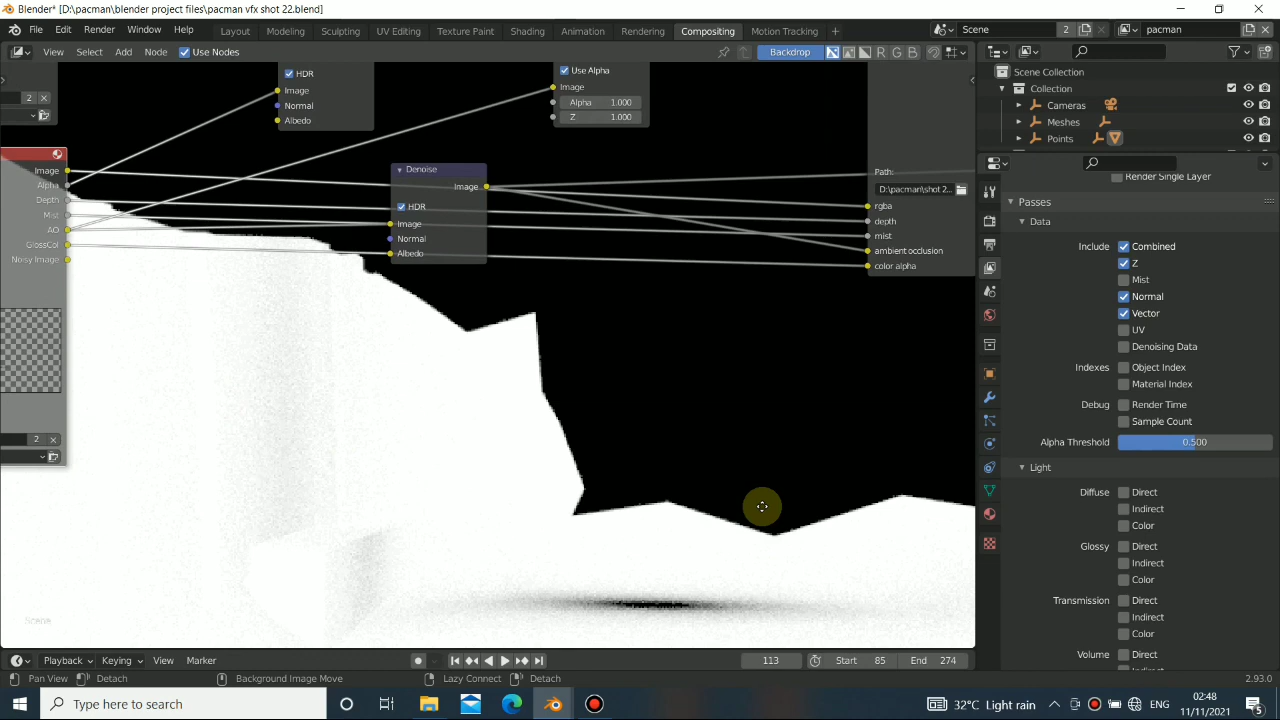 Blender* [D:\pacman\blender project files\pacman vfx shot 22.blend]
File Edit Render Window Help Layout Modeling Sculpting UV Editing Texture Paint Shading Animation Rendering Compositing Motion Tracking + Scene 2 pacman
View Select Add Node Use Nodes Backdrop R G B
Scene Collection
Collection
Cameras
Meshes
Points
HDR
Image
Normal
Albedo
Use Alpha
Image
Alpha 1.000
Z 1.000
2
Image
Alpha
Depth
Mist
AO
GlossCol
Noisy Image
Denoise
Image
HDR
Image
Normal
Albedo
Path:
D:\pacman\shot 2...
rgba
depth
mist
ambient occlusion
color alpha
2
Scene
Render Single Layer
Passes
Data
Include Combined
Z
Mist
Normal
Vector
UV
Denoising Data
Indexes Object Index
Material Index
Debug Render Time
Sample Count
Alpha Threshold 0.500
Light
Diffuse Direct
Indirect
Color
Glossy Direct
Indirect
Color
Transmission Direct
Indirect
Color
Volume Direct
Playback Keying View Marker 113 Start 85 End 274
Pan View Detach Background Image Move Lazy Connect Detach 2.93.0
Type here to search 32°C Light rain ENG 02:48 11/11/2021 5